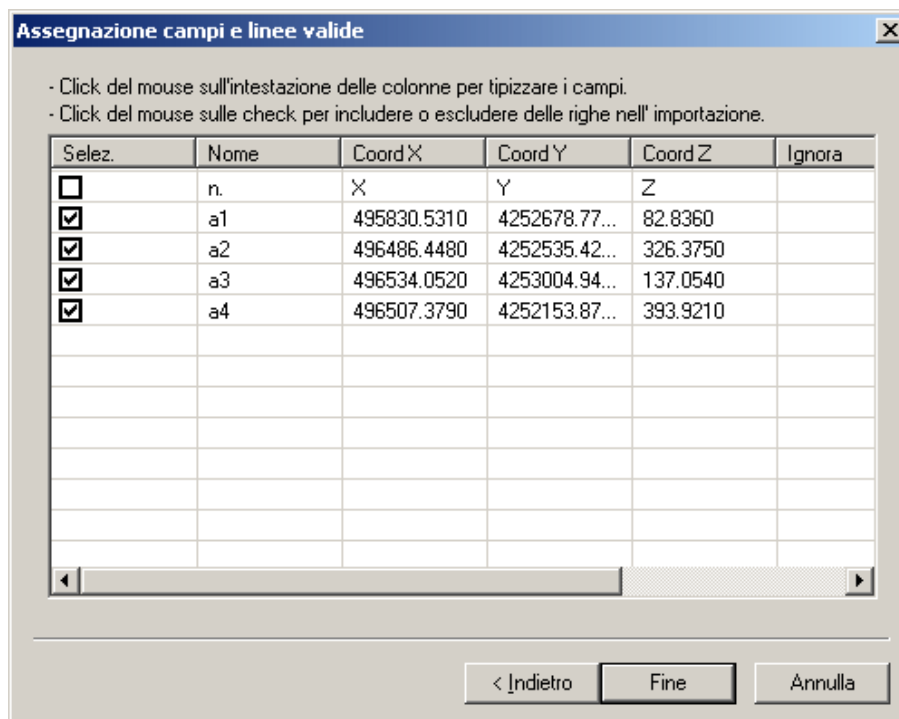 Assegnazione campi e linee valide
- Click del mouse sull'intestazione delle colonne per tipizzare i campi.
- Click del mouse sulle check per includere o escludere delle righe nell' importazione.
Selez. Nome Coord X Coord Y Coord Z Ignora
n. X Y Z
a1 495830.5310 4252678.77... 82.8360
a2 496486.4480 4252535.42... 326.3750
a3 496534.0520 4253004.94... 137.0540
a4 496507.3790 4252153.87... 393.9210
< Indietro Fine Annulla